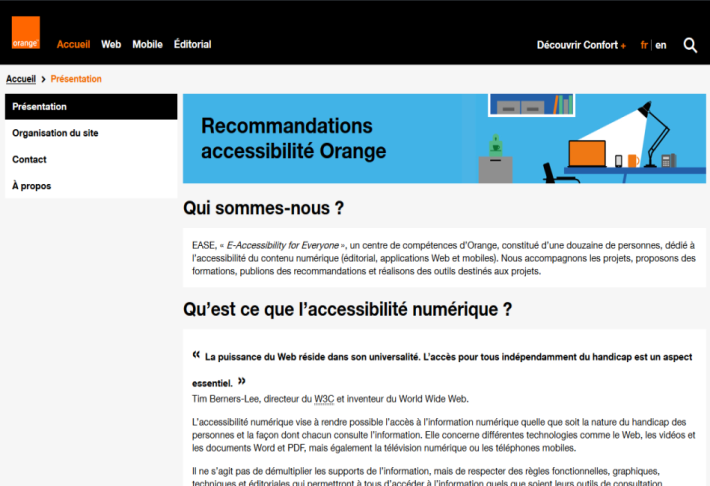 orange
Accueil Web Mobile Éditorial
Découvrir Confort + fr | en
Accueil > Présentation
Présentation
Organisation du site
Contact
À propos
Recommandations
accessibilité Orange
Qui sommes-nous ?
EASE, « E-Accessibility for Everyone », un centre de compétences d'Orange, constitué d'une douzaine de personnes, dédié à
l'accessibilité du contenu numérique (éditorial, applications Web et mobiles). Nous accompagnons les projets, proposons des
formations, publions des recommandations et réalisons des outils destinés aux projets.
Qu'est ce que l'accessibilité numérique ?
« La puissance du Web réside dans son universalité. L'accès pour tous indépendamment du handicap est un aspect
essentiel. »
Tim Berners-Lee, directeur du W3C et inventeur du World Wide Web.
L'accessibilité numérique vise à rendre possible l'accès à l'information numérique quelle que soit la nature du handicap des
personnes et la façon dont chacun consulte l'information. Elle concerne différentes technologies comme le Web, les vidéos et
les documents Word et PDF, mais également la télévision numérique ou les téléphones mobiles.
Il ne s'agit pas de démultiplier les supports de l'information, mais de respecter des règles fonctionnelles, graphiques,
techniques et éditoriales qui permettront à tous d'accéder à l'information quels que soient leurs outils de consultation